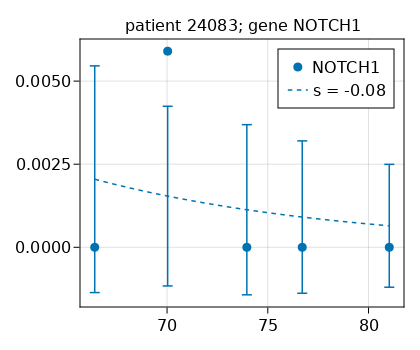 patient 24083; gene NOTCH1
NOTCH1
s = -0.08
0.0050
0.0025
0.0000
70 75 80